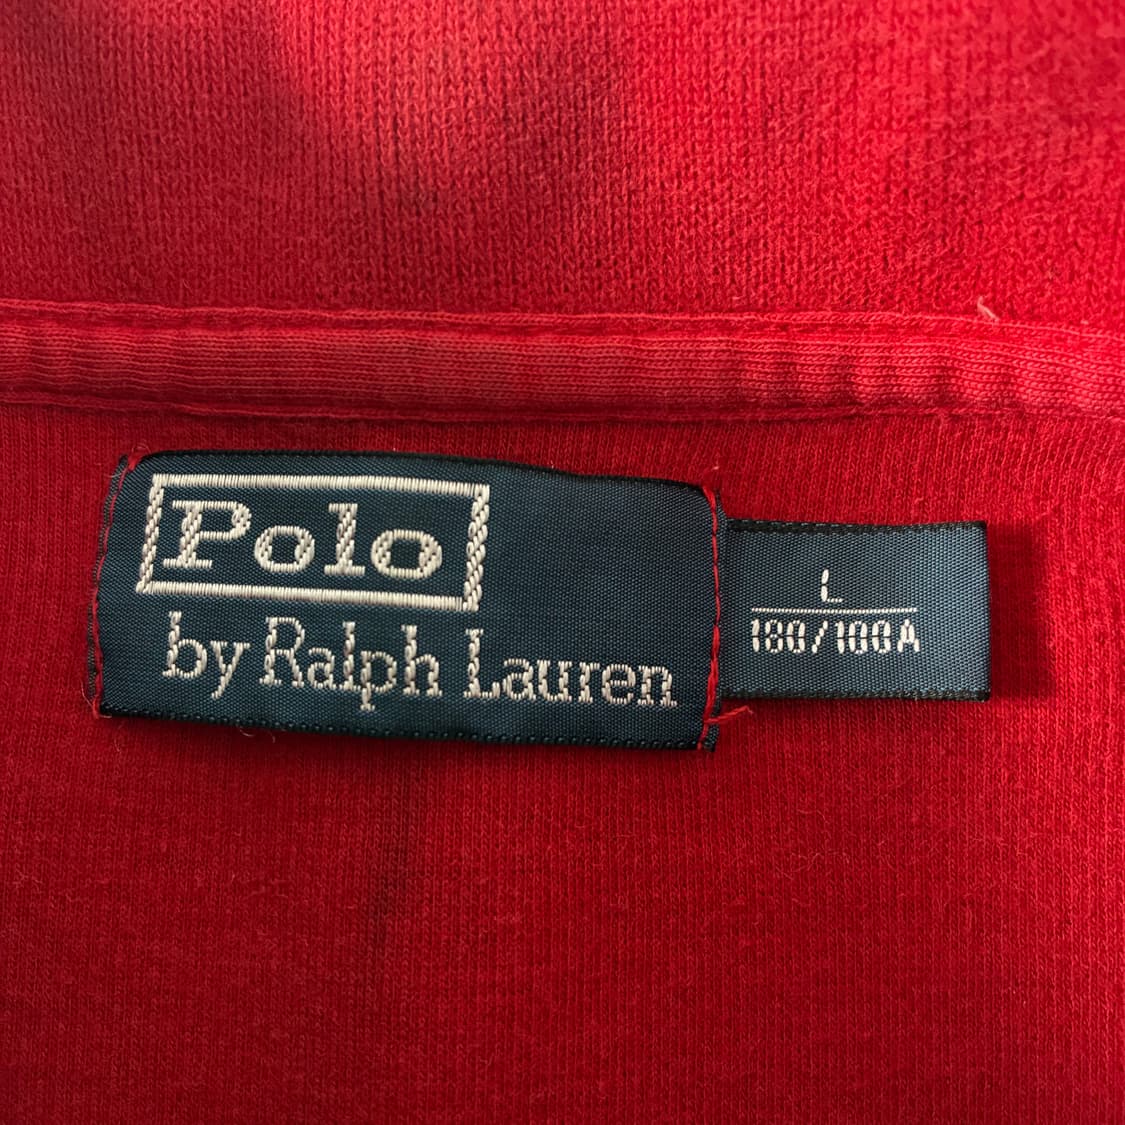 Polo
by Ralph Lauren
L
180/100A